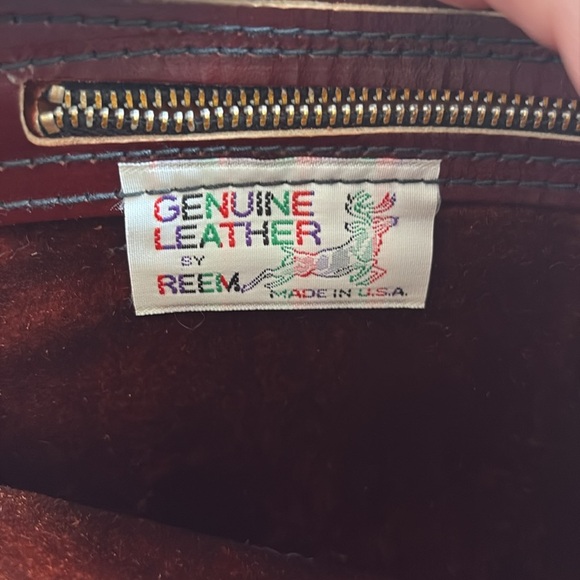 GENUINE
LEATHER
BY
REEM.
MADE IN U.S.A.